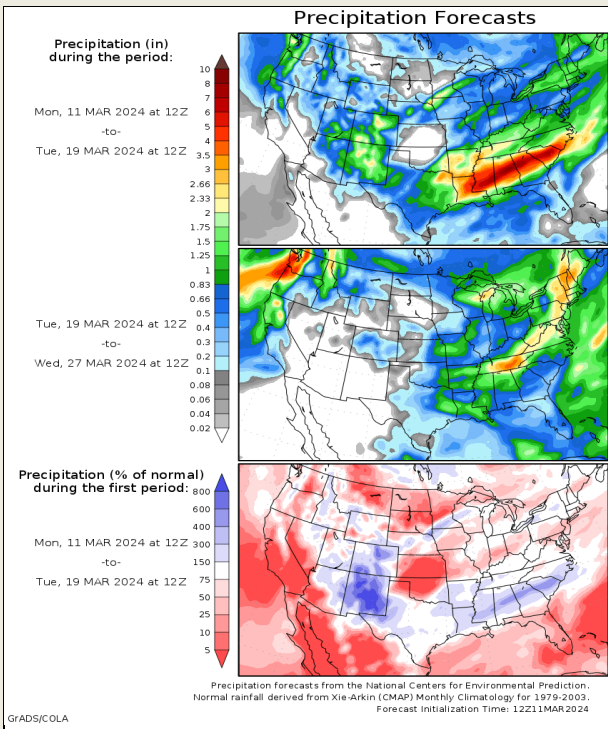 Precipitation Forecasts
Precipitation (in)
during the period:
Mon, 11 MAR 2024 at 12Z
-to-
Tue, 19 MAR 2024 at 12Z
10
8
7
6
5
4
3.5
3
2.66
2.33
2
1.75
1.5
1.25
1
0.83
0.66
0.5
0.4
0.3
0.2
0.1
0.08
0.06
0.04
0.02
Tue, 19 MAR 2024 at 12Z
-to-
Wed, 27 MAR 2024 at 12Z
Precipitation (% of normal)
during the first period:
Mon, 11 MAR 2024 at 12Z
-to-
Tue, 19 MAR 2024 at 12Z
800
600
400
300
150
75
50
25
10
5
Precipitation forecasts from the National Centers for Environmental Prediction.
Normal rainfall derived from Xie-Arkin (CMAP) Monthly Climatology for 1979-2003.
Forecast Initialization Time: 12Z11MAR2024
GrADS/COLA